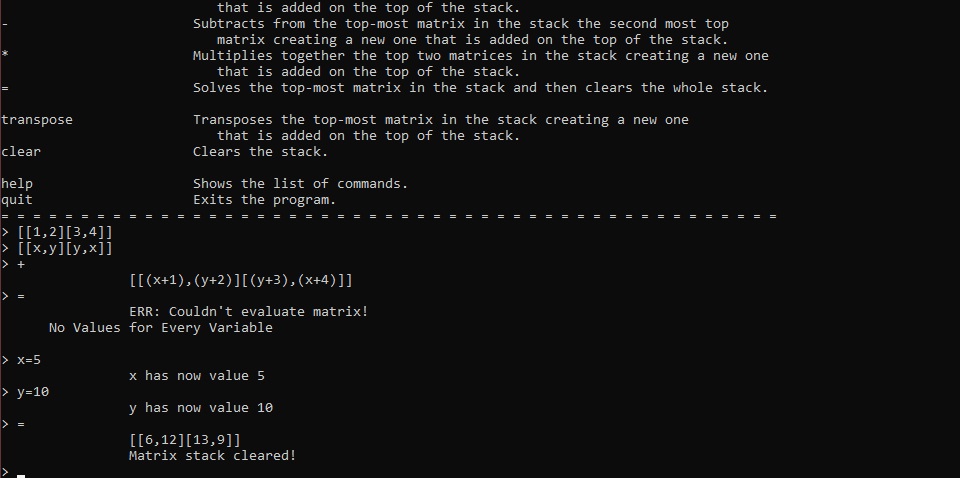 that is added on the top of the stack.
- Subtracts from the top-most matrix in the stack the second most top
matrix creating a new one that is added on the top of the stack.
* Multiplies together the top two matrices in the stack creating a new one
that is added on the top of the stack.
= Solves the top-most matrix in the stack and then clears the whole stack.
transpose Transposes the top-most matrix in the stack creating a new one
that is added on the top of the stack.
clear Clears the stack.
help Shows the list of commands.
quit Exits the program.
= = = = = = = = = = = = = = = = = = = = = = = = = = = = = = = = = = = = = = = = = = = = = = = = =
> [[1,2][3,4]]
> [[x,y][y,x]]
> +
[[(x+1),(y+2)][(y+3),(x+4)]]
> =
ERR: Couldn't evaluate matrix!
No Values for Every Variable
> x=5
x has now value 5
> y=10
y has now value 10
> =
[[6,12][13,9]]
Matrix stack cleared!
> _